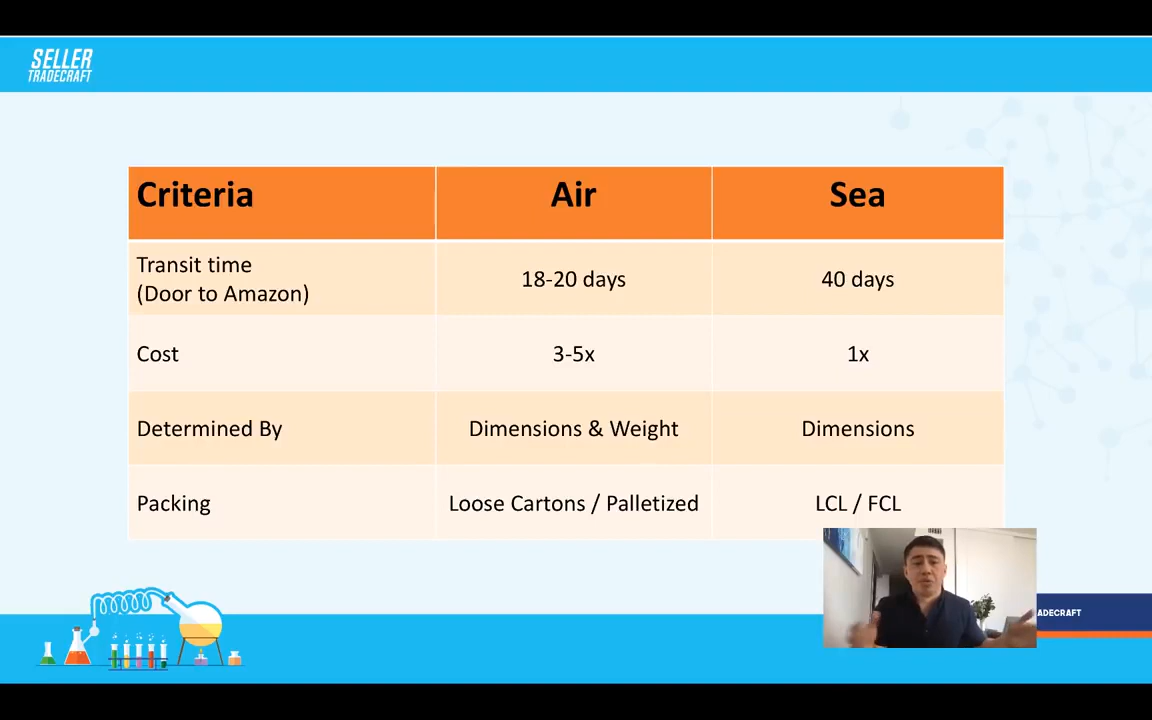 SELLER
TRADECRAFT
Criteria Air Sea
Transit time
(Door to Amazon) 18-20 days 40 days
Cost 3-5x 1x
Determined By Dimensions & Weight Dimensions
Packing Loose Cartons / Palletized LCL / FCL
ADECRAFT